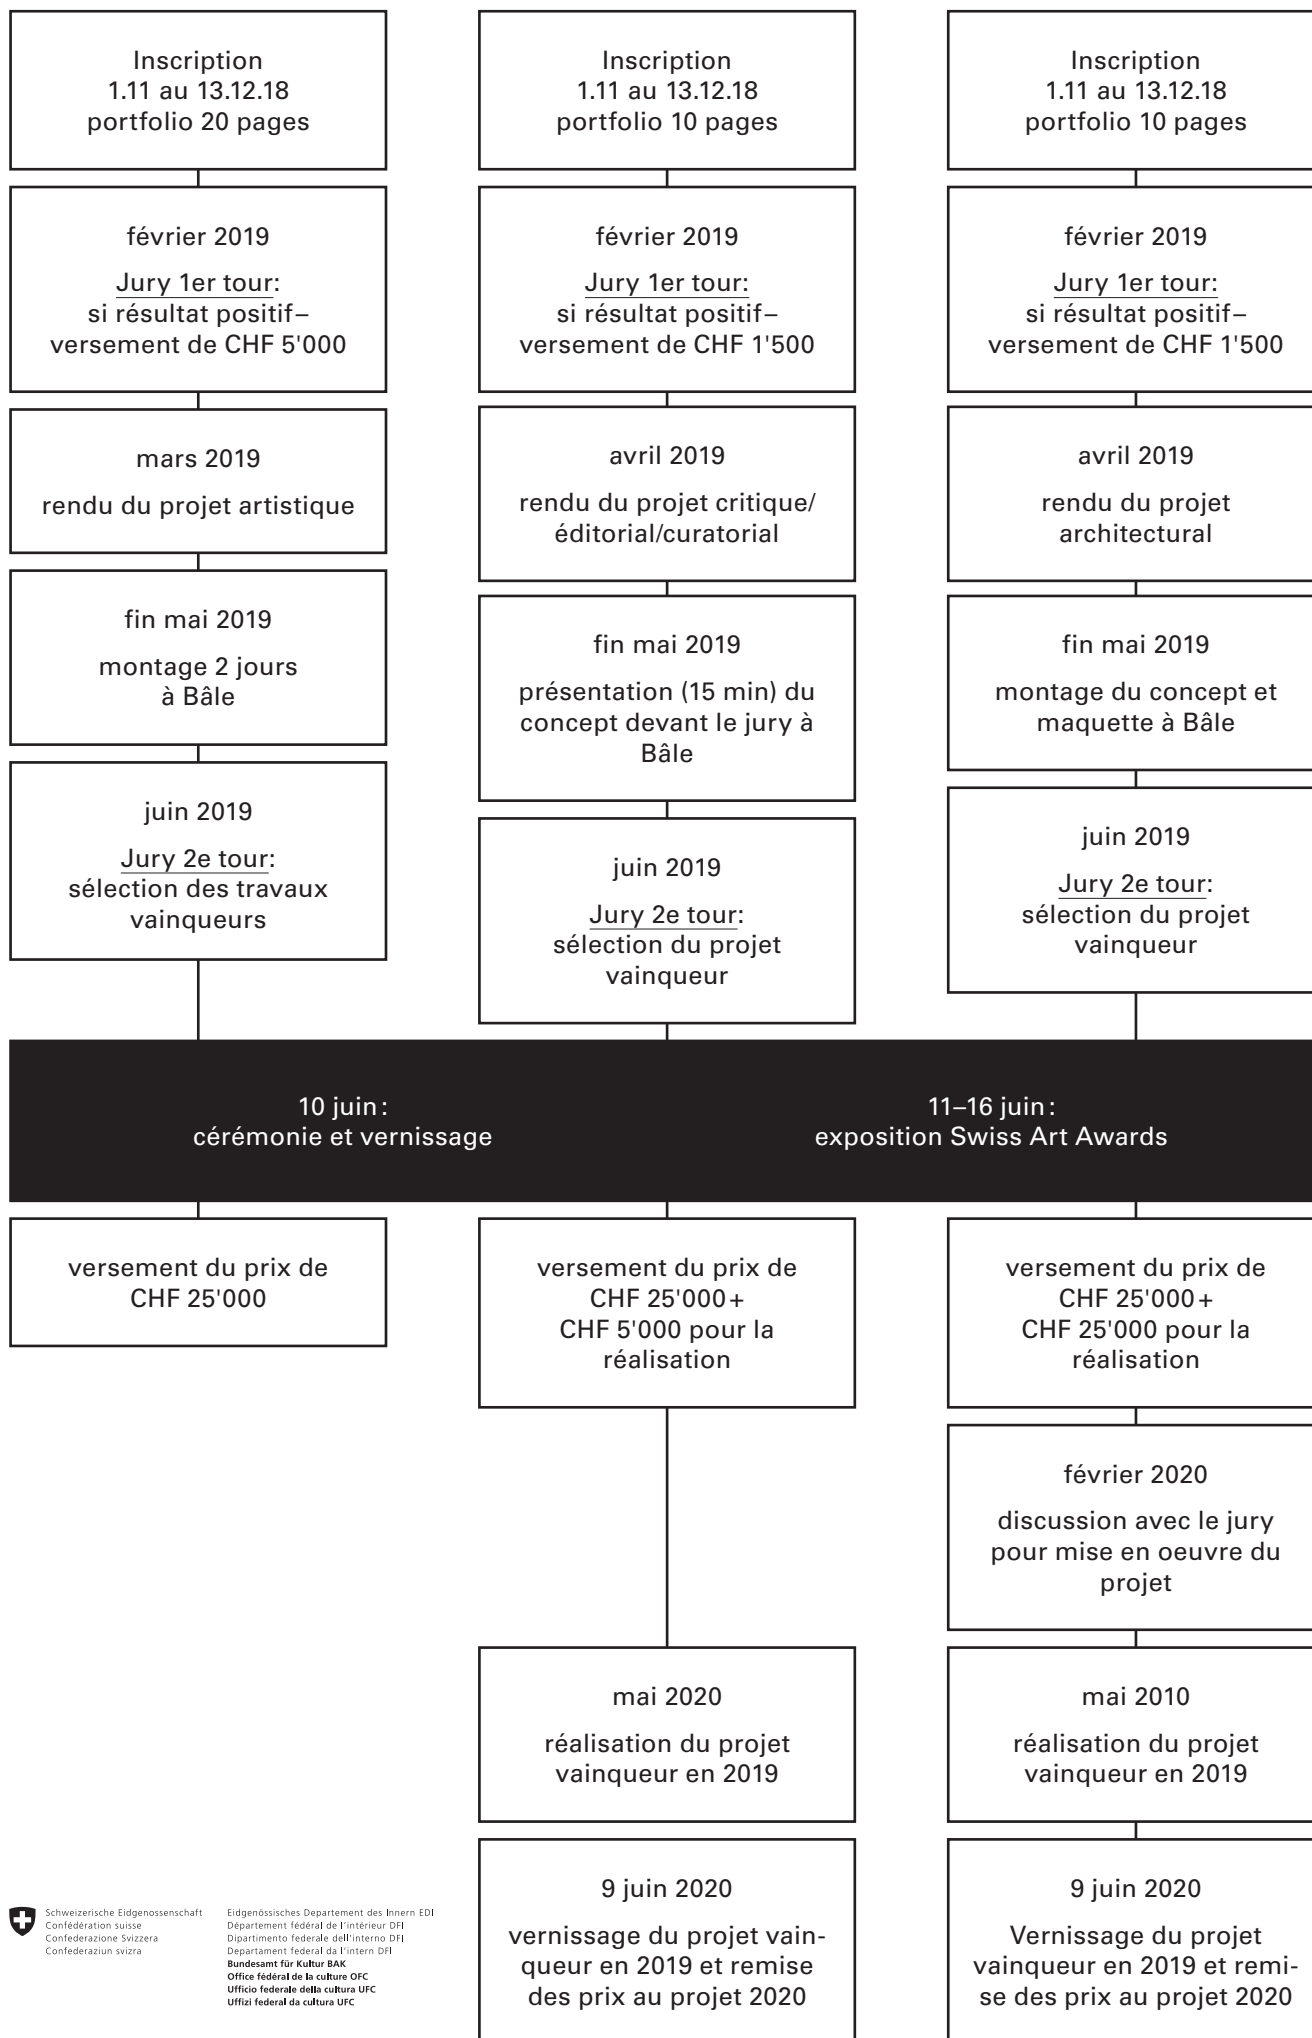 Inscription
1.11 au 13.12.18
portfolio 20 pages
février 2019
Jury 1er tour:
si résultat positif–
versement de CHF 5'000
mars 2019
rendu du projet artistique
fin mai 2019
montage 2 jours
à Bâle
juin 2019
Jury 2e tour:
sélection des travaux
vainqueurs
Inscription
1.11 au 13.12.18
portfolio 10 pages
février 2019
Jury 1er tour:
si résultat positif–
versement de CHF 1'500
avril 2019
rendu du projet critique/
éditorial/curatorial
fin mai 2019
présentation (15 min) du
concept devant le jury à
Bâle
juin 2019
Jury 2e tour:
sélection du projet
vainqueur
Inscription
1.11 au 13.12.18
portfolio 10 pages
février 2019
Jury 1er tour:
si résultat positif–
versement de CHF 1'500
avril 2019
rendu du projet
architectural
fin mai 2019
montage du concept et
maquette à Bâle
juin 2019
Jury 2e tour:
sélection du projet
vainqueur
10 juin :
cérémonie et vernissage
11–16 juin :
exposition Swiss Art Awards
versement du prix de
CHF 25'000
versement du prix de
CHF 25'000+
CHF 5'000 pour la
réalisation
mai 2020
réalisation du projet
vainqueur en 2019
9 juin 2020
vernissage du projet vain-
queur en 2019 et remise
des prix au projet 2020
versement du prix de
CHF 25'000+
CHF 25'000 pour la
réalisation
février 2020
discussion avec le jury
pour mise en oeuvre du
projet
mai 2010
réalisation du projet
vainqueur en 2019
9 juin 2020
Vernissage du projet
vainqueur en 2019 et remi-
se des prix au projet 2020
Schweizerische Eidgenossenschaft
Confédération suisse
Confederazione Svizzera
Confederaziun svizra
Eidgenössisches Departement des Innern EDI
Département fédéral de l'intérieur DFI
Dipartimento federale dell'interno DFI
Departament federal da l'intern DFI
Bundesamt für Kultur BAK
Office fédéral de la culture OFC
Ufficio federale della cultura UFC
Uffizi federal da cultura UFC